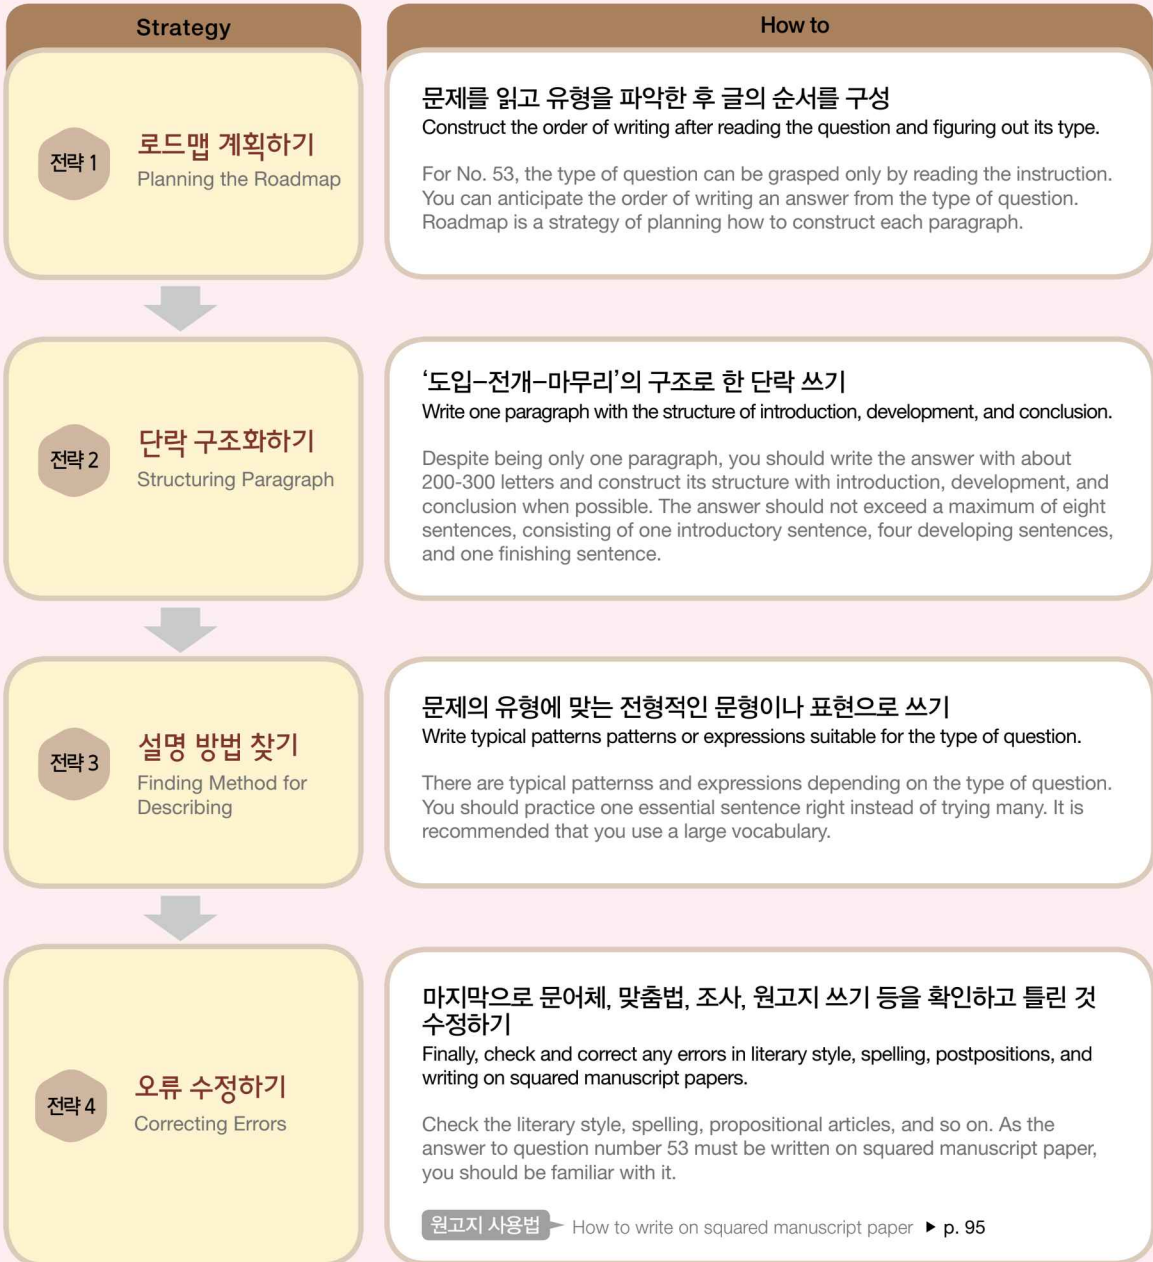 Strategy
How to
전략 1
로드맵 계획하기
Planning the Roadmap
문제를 읽고 유형을 파악한 후 글의 순서를 구성
Construct the order of writing after reading the question and figuring out its type.
For No. 53, the type of question can be grasped only by reading the instruction.
You can anticipate the order of writing an answer from the type of question.
Roadmap is a strategy of planning how to construct each paragraph.
전략 2
단락 구조화하기
Structuring Paragraph
‘도입–전개–마무리’의 구조로 한 단락 쓰기
Write one paragraph with the structure of introduction, development, and conclusion.
Despite being only one paragraph, you should write the answer with about
200-300 letters and construct its structure with introduction, development, and
conclusion when possible. The answer should not exceed a maximum of eight
sentences, consisting of one introductory sentence, four developing sentences,
and one finishing sentence.
전략 3
설명 방법 찾기
Finding Method for
Describing
문제의 유형에 맞는 전형적인 문형이나 표현으로 쓰기
Write typical patterns patterns or expressions suitable for the type of question.
There are typical patternss and expressions depending on the type of question.
You should practice one essential sentence right instead of trying many. It is
recommended that you use a large vocabulary.
전략 4
오류 수정하기
Correcting Errors
마지막으로 문어체, 맞춤법, 조사, 원고지 쓰기 등을 확인하고 틀린 것
수정하기
Finally, check and correct any errors in literary style, spelling, postpositions, and
writing on squared manuscript papers.
Check the literary style, spelling, propositional articles, and so on. As the
answer to question number 53 must be written on squared manuscript paper,
you should be familiar with it.
원고지 사용법 How to write on squared manuscript paper ▶ p. 95